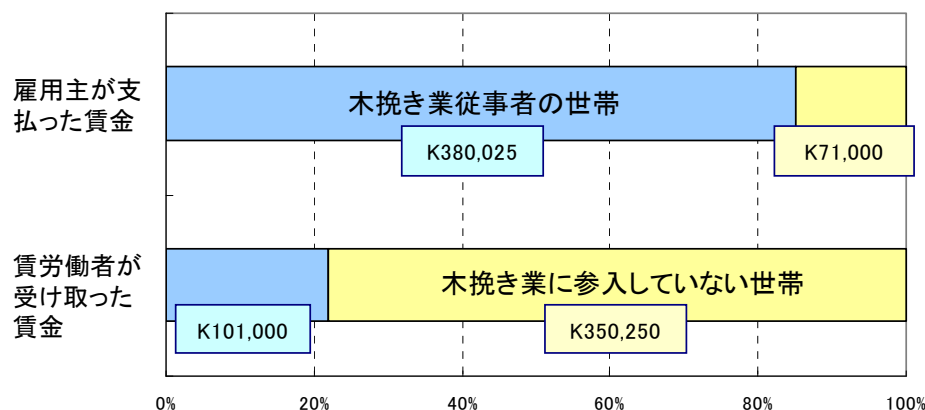 雇用主が支
払った賃金
木挽き業従事者の世帯
K380,025
K71,000
賃労働者が
受け取った
賃金
木挽き業に参入していない世帯
K101,000
K350,250
0%
20%
40%
60%
80%
100%